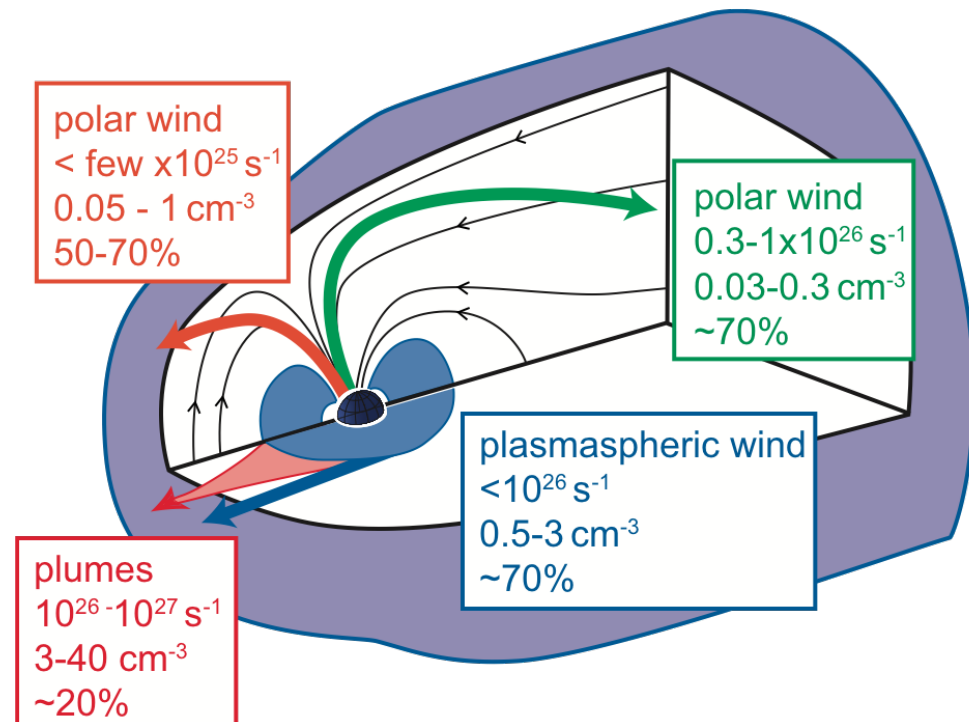 polar wind
< few x10²⁵ s⁻¹
0.05 - 1 cm⁻³
50-70%
polar wind
0.3-1x10²⁶ s⁻¹
0.03-0.3 cm⁻³
~70%
plasmaspheric wind
<10²⁶ s⁻¹
0.5-3 cm⁻³
~70%
plumes
10²⁶-10²⁷ s⁻¹
3-40 cm⁻³
~20%